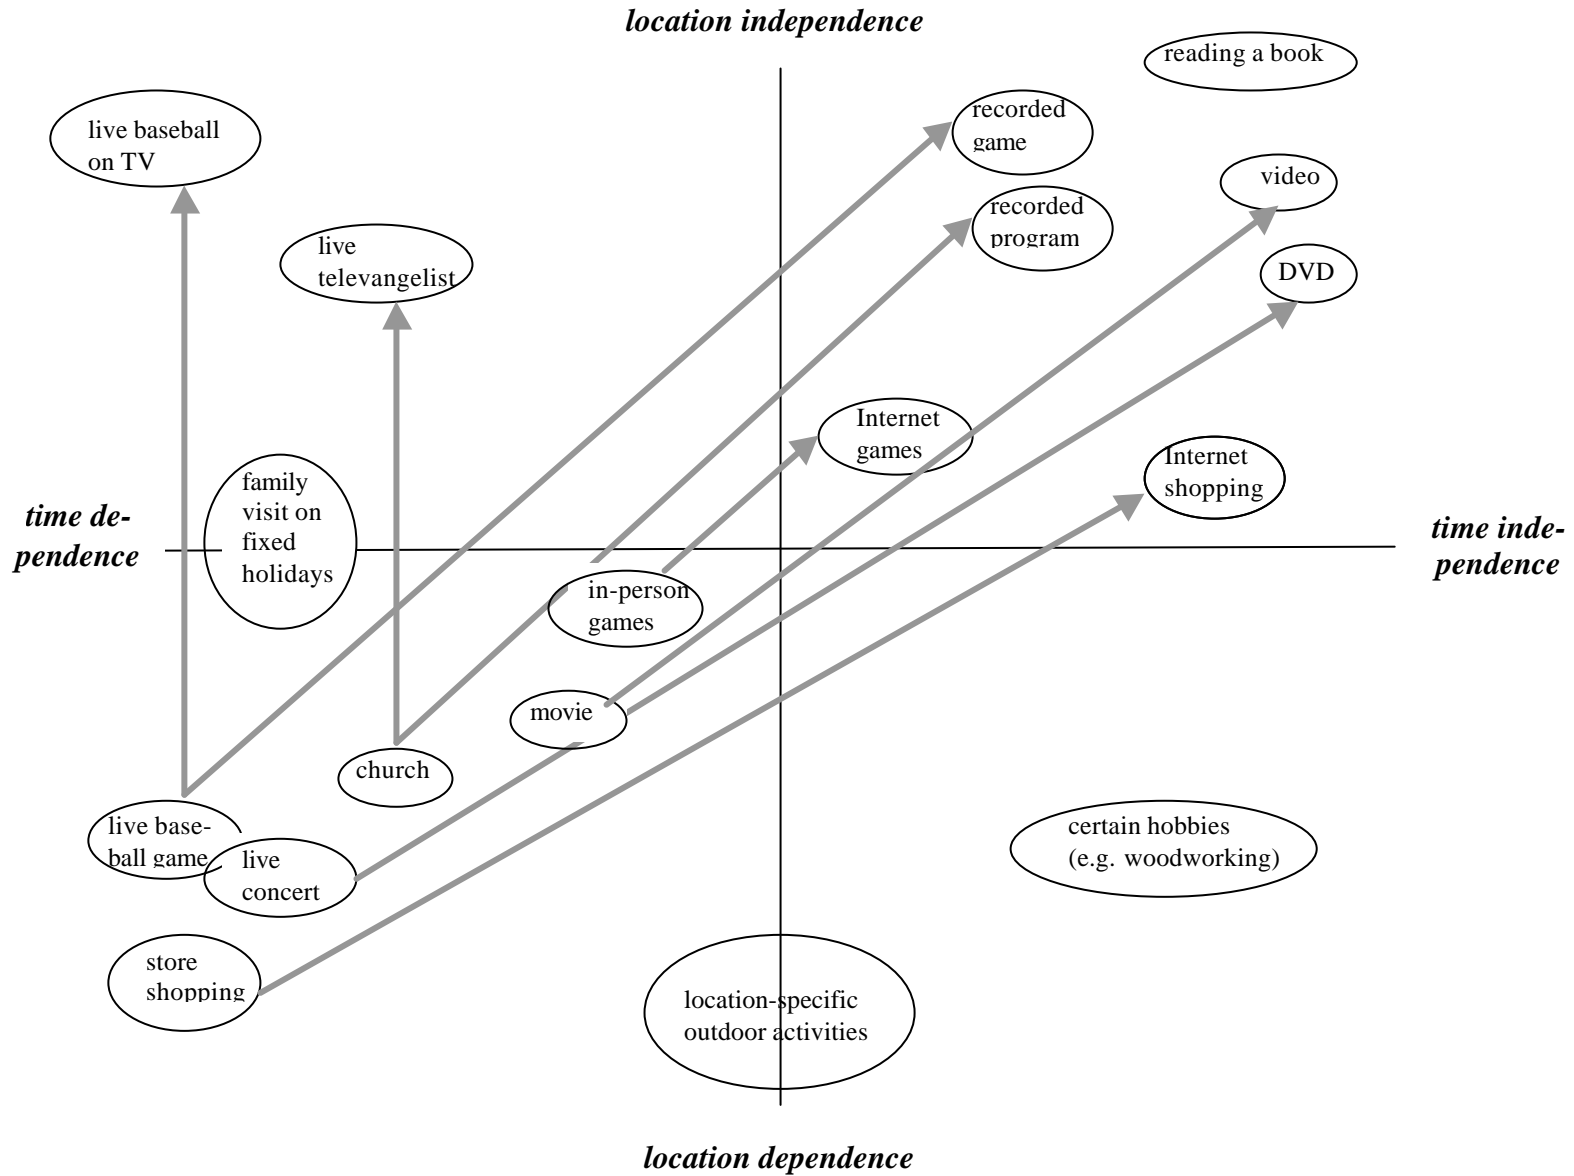 location independence
reading a book
live baseball
on TV
recorded
game
video
recorded
program
live
televangelist
DVD
Internet
games
family
visit on
fixed
holidays
Internet
shopping
time de-
pendence
time inde-
pendence
in-person
games
movie
church
live base-
ball game
live
concert
certain hobbies
(e.g. woodworking)
store
shopping
location-specific
outdoor activities
location dependence